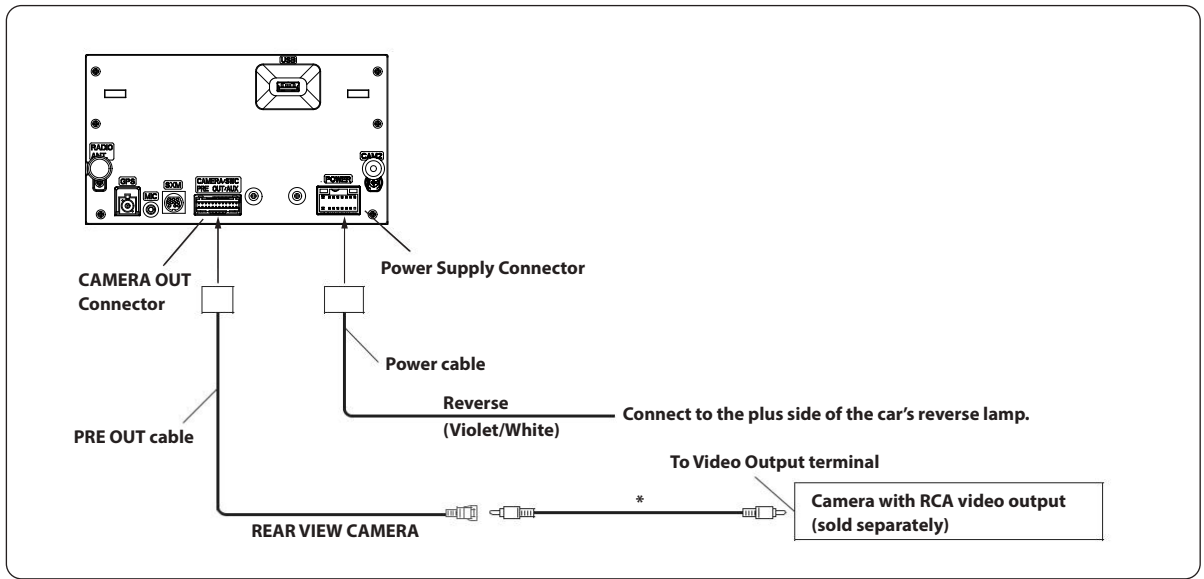 USB
RADIO
ANT
CAM2
GPS
MIC
SXM
CAMERA/SWC
PRE OUT/AUX
POWER
CAMERA OUT
Connector
Power Supply Connector
Power cable
Reverse
(Violet/White)
Connect to the plus side of the car’s reverse lamp.
PRE OUT cable
To Video Output terminal
*
Camera with RCA video output
(sold separately)
REAR VIEW CAMERA